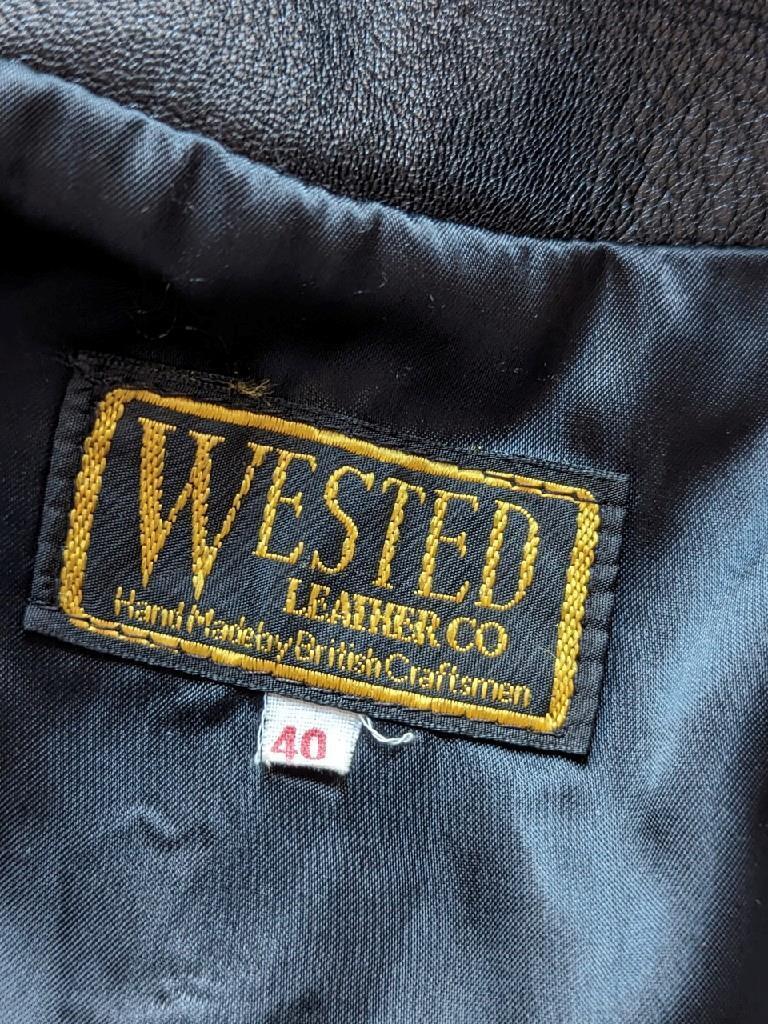 WESTED
LEATHER CO
Hand Made by British Craftsmen
40